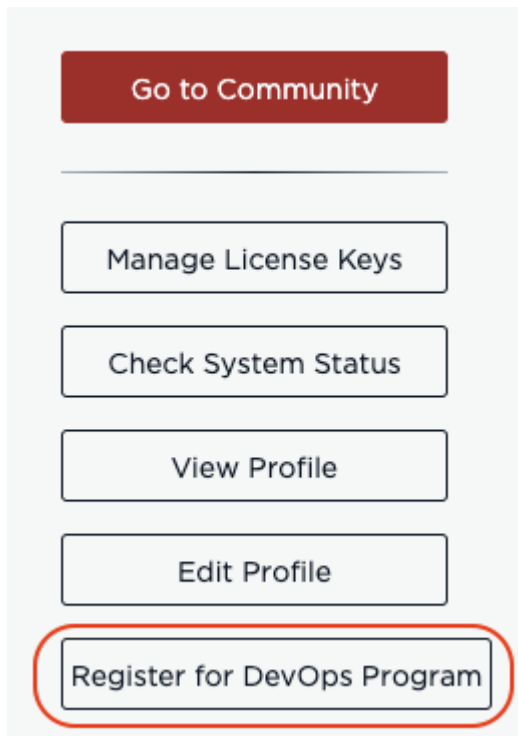 Go to Community
Manage License Keys
Check System Status
View Profile
Edit Profile
Register for DevOps Program